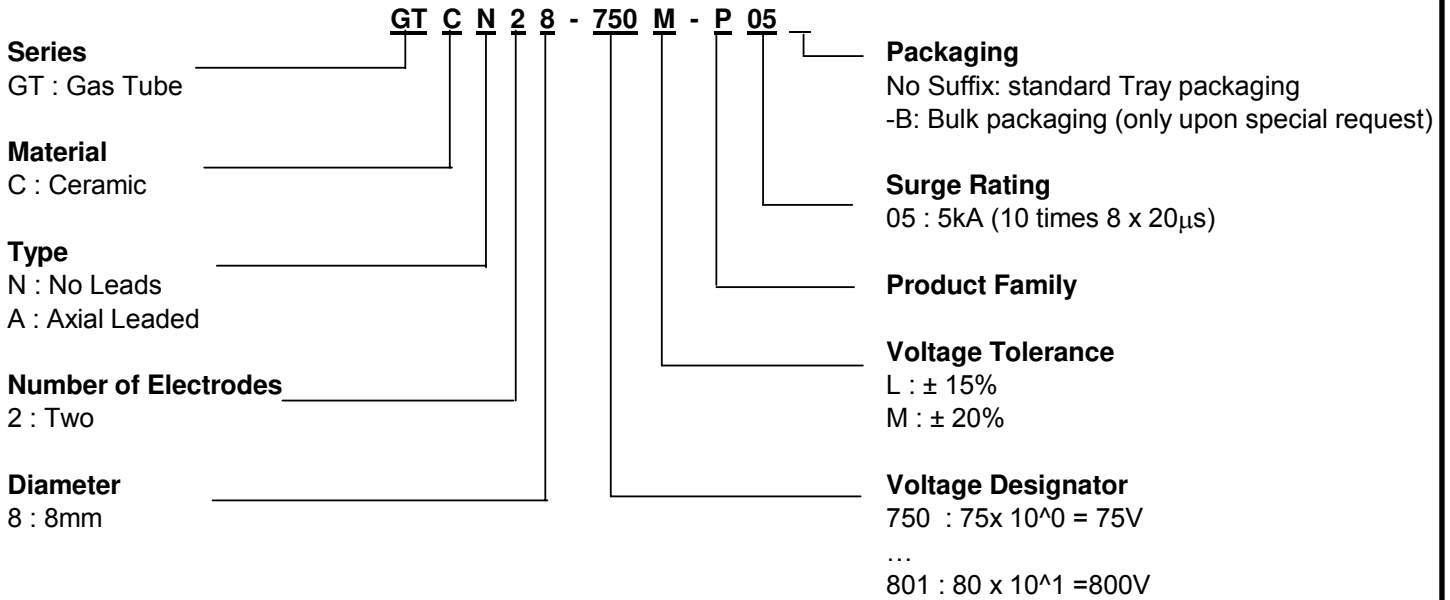 GT C N 2 8 - 750 M - P 05 _
Series
GT : Gas Tube
Material
C : Ceramic
Type
N : No Leads
A : Axial Leaded
Number of Electrodes
2 : Two
Diameter
8 : 8mm
Packaging
No Suffix: standard Tray packaging
-B: Bulk packaging (only upon special request)
Surge Rating
05 : 5kA (10 times 8 x 20μs)
Product Family
Voltage Tolerance
L : ± 15%
M : ± 20%
Voltage Designator
750 : 75x 10^0 = 75V
…
801 : 80 x 10^1 =800V